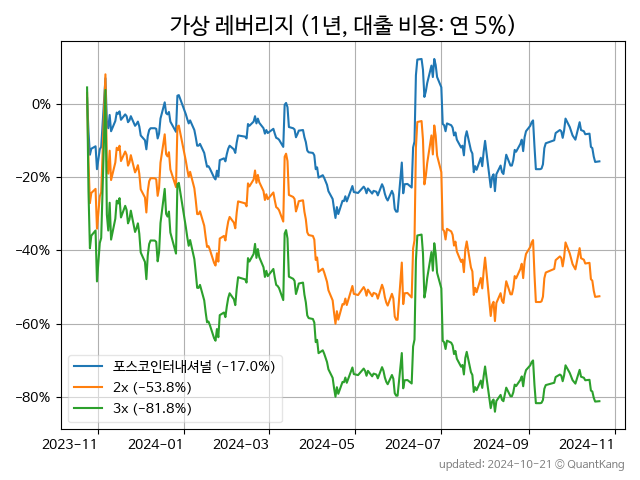 가상 레버리지 (1년, 대출 비용: 연 5%)
0%
−20%
−40%
−60%
−80%
포스코인터내셔널 (−17.0%)
2x (−53.8%)
3x (−81.8%)
2023−11 2024−01 2024−03 2024−05 2024−07 2024−09 2024−11
updated: 2024-10-21 © QuantKang